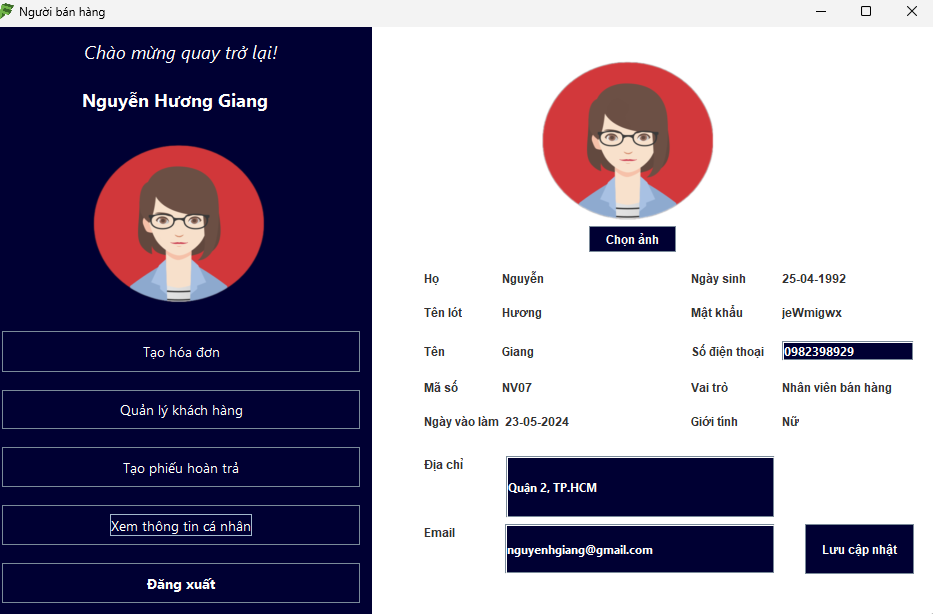 Người bán hàng
Chào mừng quay trở lại!
Nguyễn Hương Giang
Tạo hóa đơn
Quản lý khách hàng
Tạo phiếu hoàn trả
Xem thông tin cá nhân
Đăng xuất
Chọn ảnh
Họ Nguyễn Ngày sinh 25-04-1992
Tên lót Hương Mật khẩu jeWmigwx
Tên Giang Số điện thoại 0982398929
Mã số NV07 Vai trò Nhân viên bán hàng
Ngày vào làm 23-05-2024 Giới tính Nữ
Địa chỉ Quận 2, TP.HCM
Email nguyenhgiang@gmail.com
Lưu cập nhật